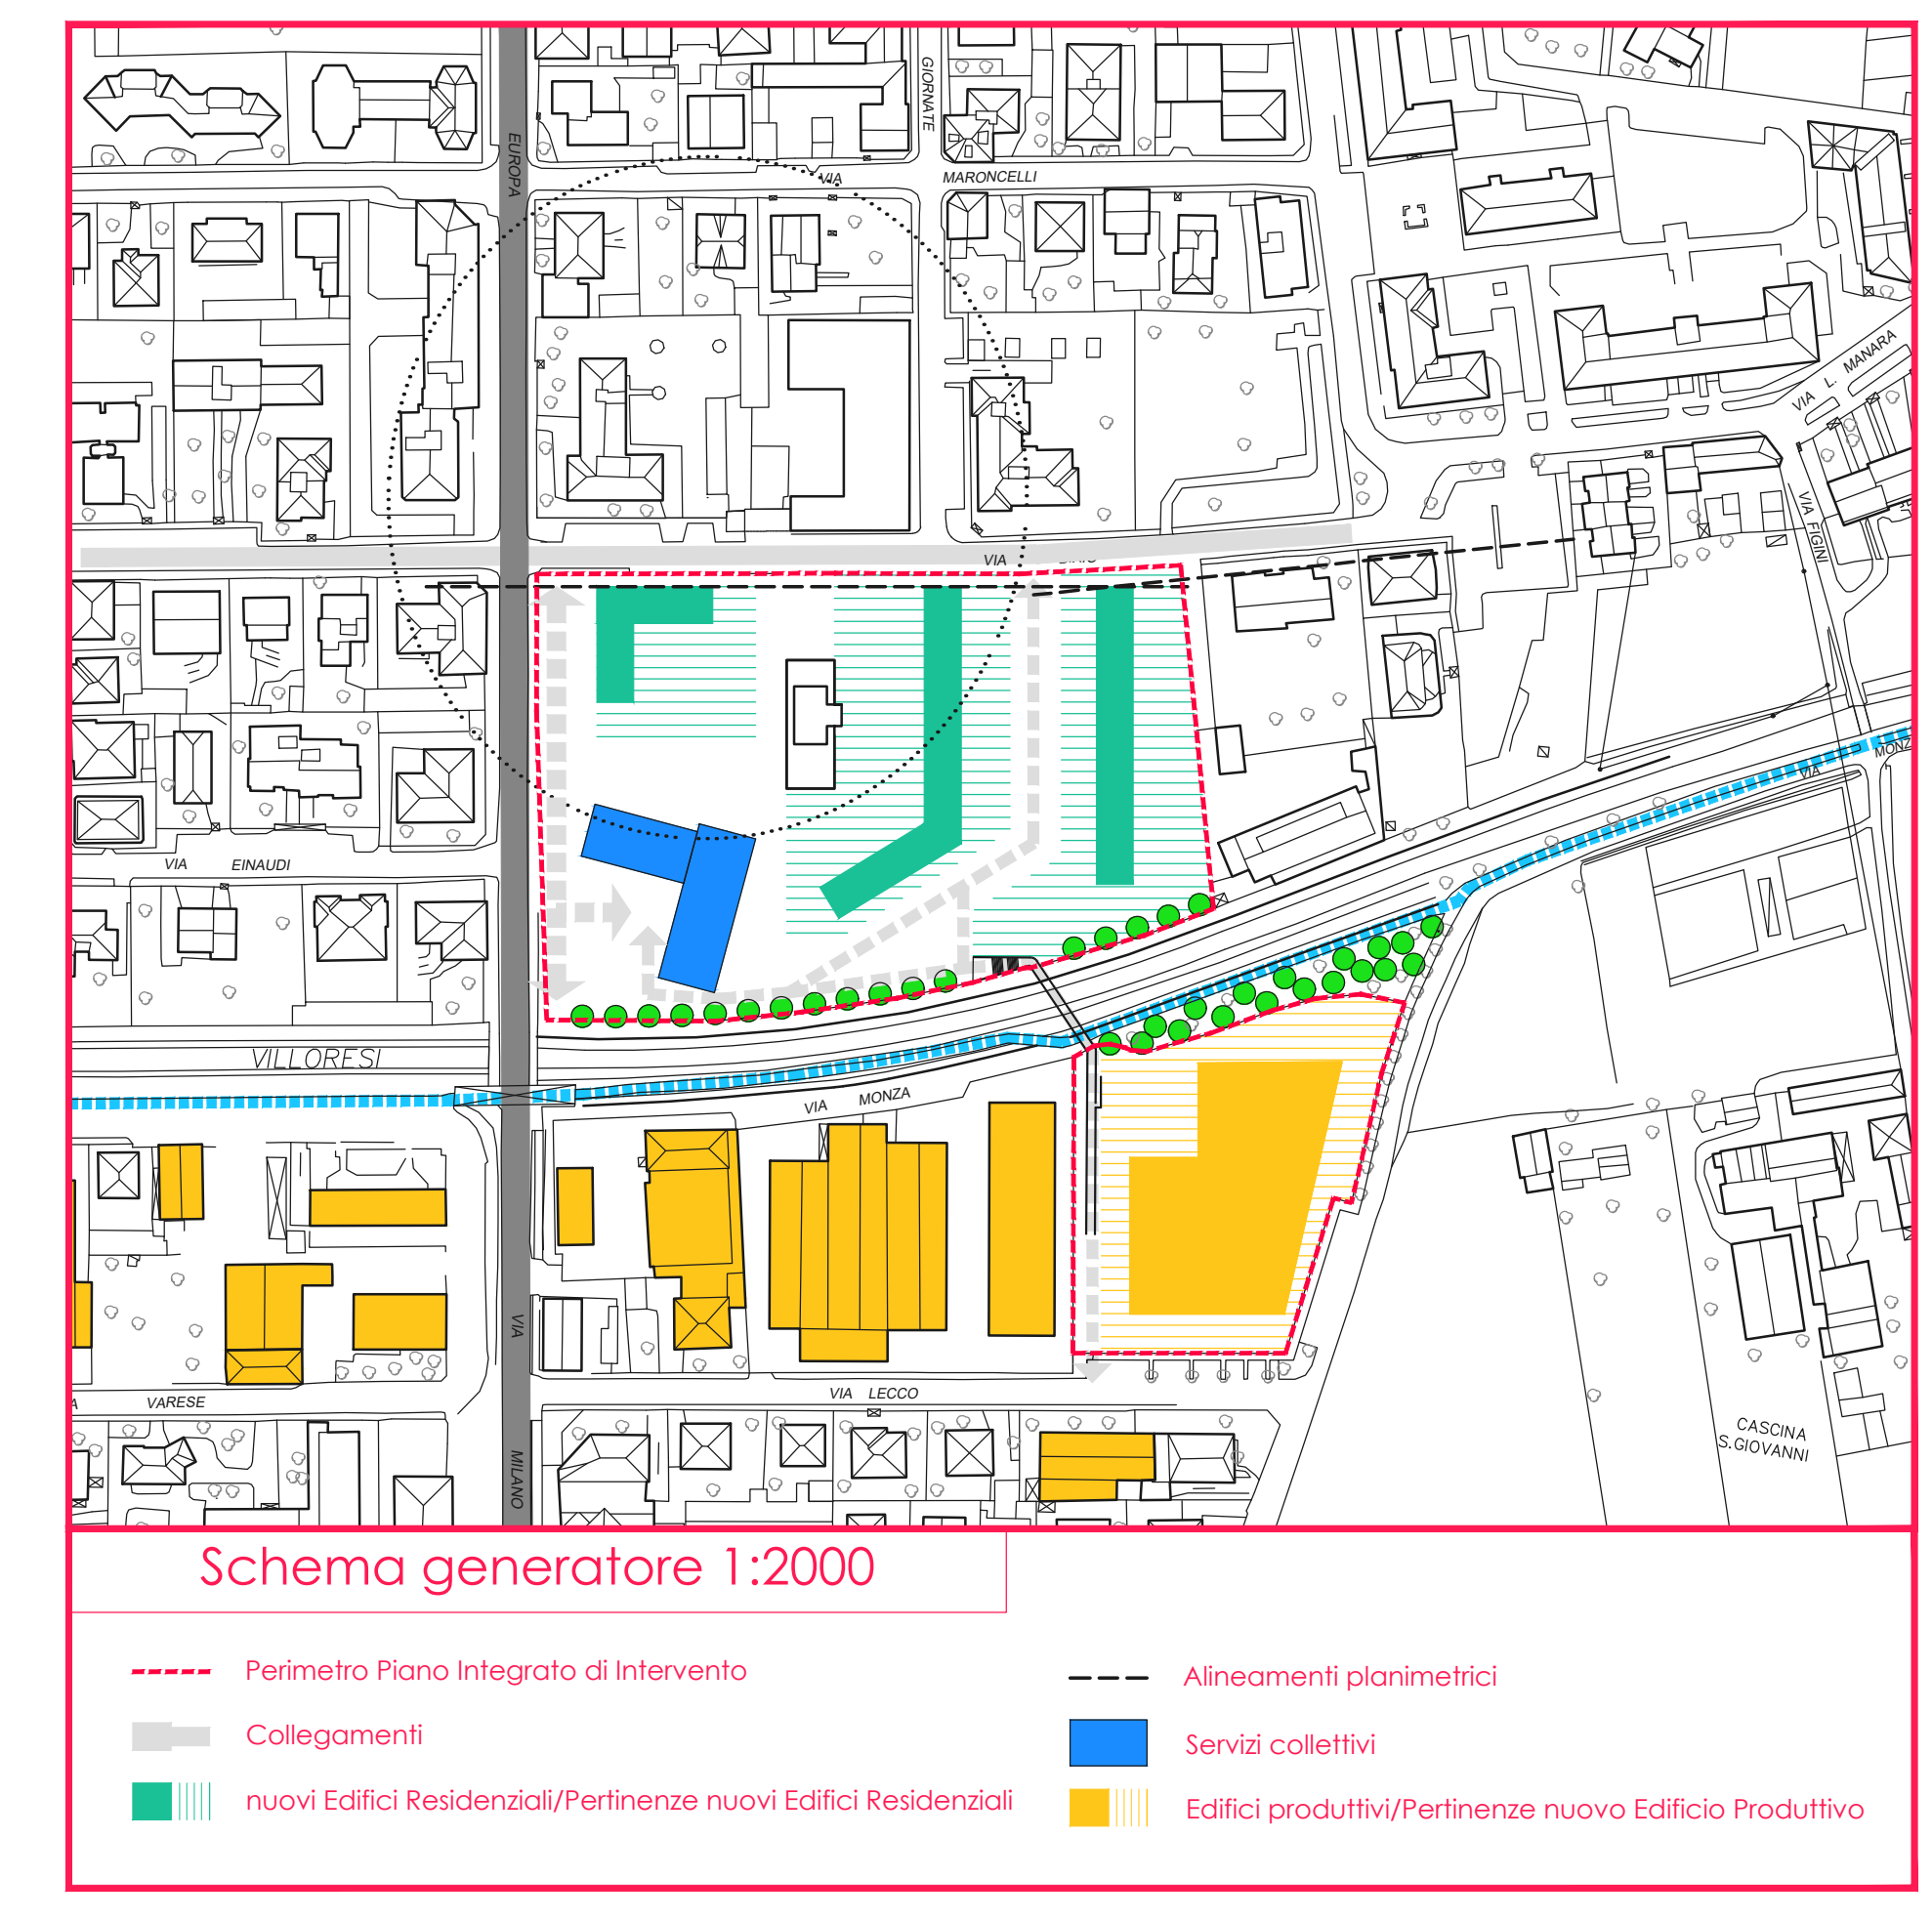 GIORNATE
EUROPA
VIA MARONCELLI
VIA L. MANARA
VIA FIGINI
VIA
VIA MONZ
VIA EINAUDI
VILLORESI
VIA MONZA
VIA
VIA LECCO
A VARESE
MILANO
CASCINA
S.GIOVANNI
Schema generatore 1:2000
Perimetro Piano Integrato di Intervento
Alineamenti planimetrici
Collegamenti
Servizi collettivi
nuovi Edifici Residenziali/Pertinenze nuovi Edifici Residenziali
Edifici produttivi/Pertinenze nuovo Edificio Produttivo